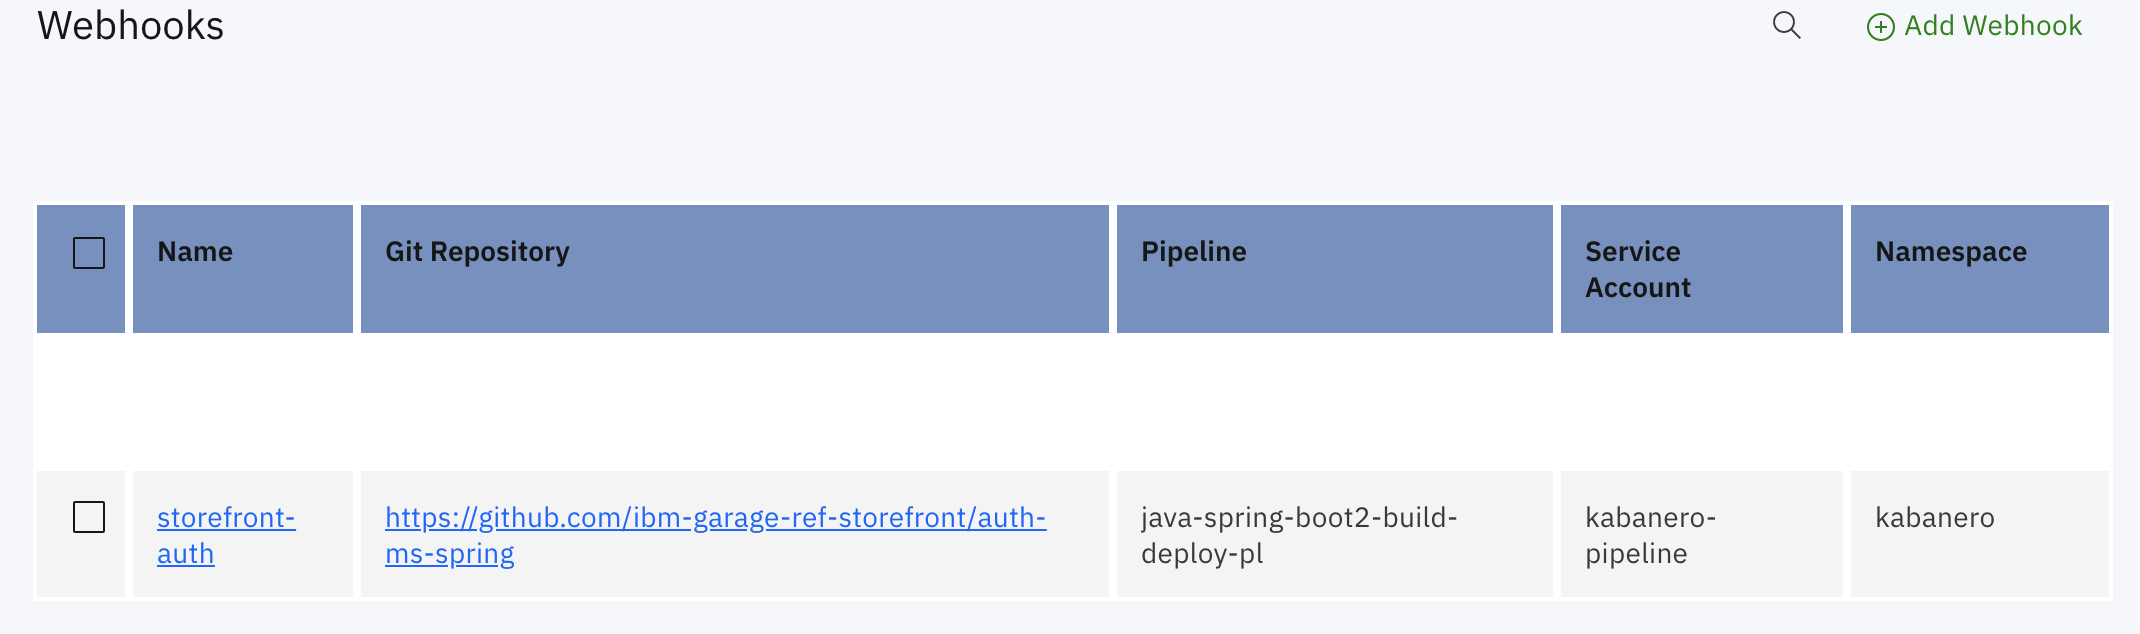 Webhooks
Add Webhook
Name
Git Repository
Pipeline
Service
Account
Namespace
storefront-
auth
https://github.com/ibm-garage-ref-storefront/auth-
ms-spring
java-spring-boot2-build-
deploy-pl
kabanero-
pipeline
kabanero